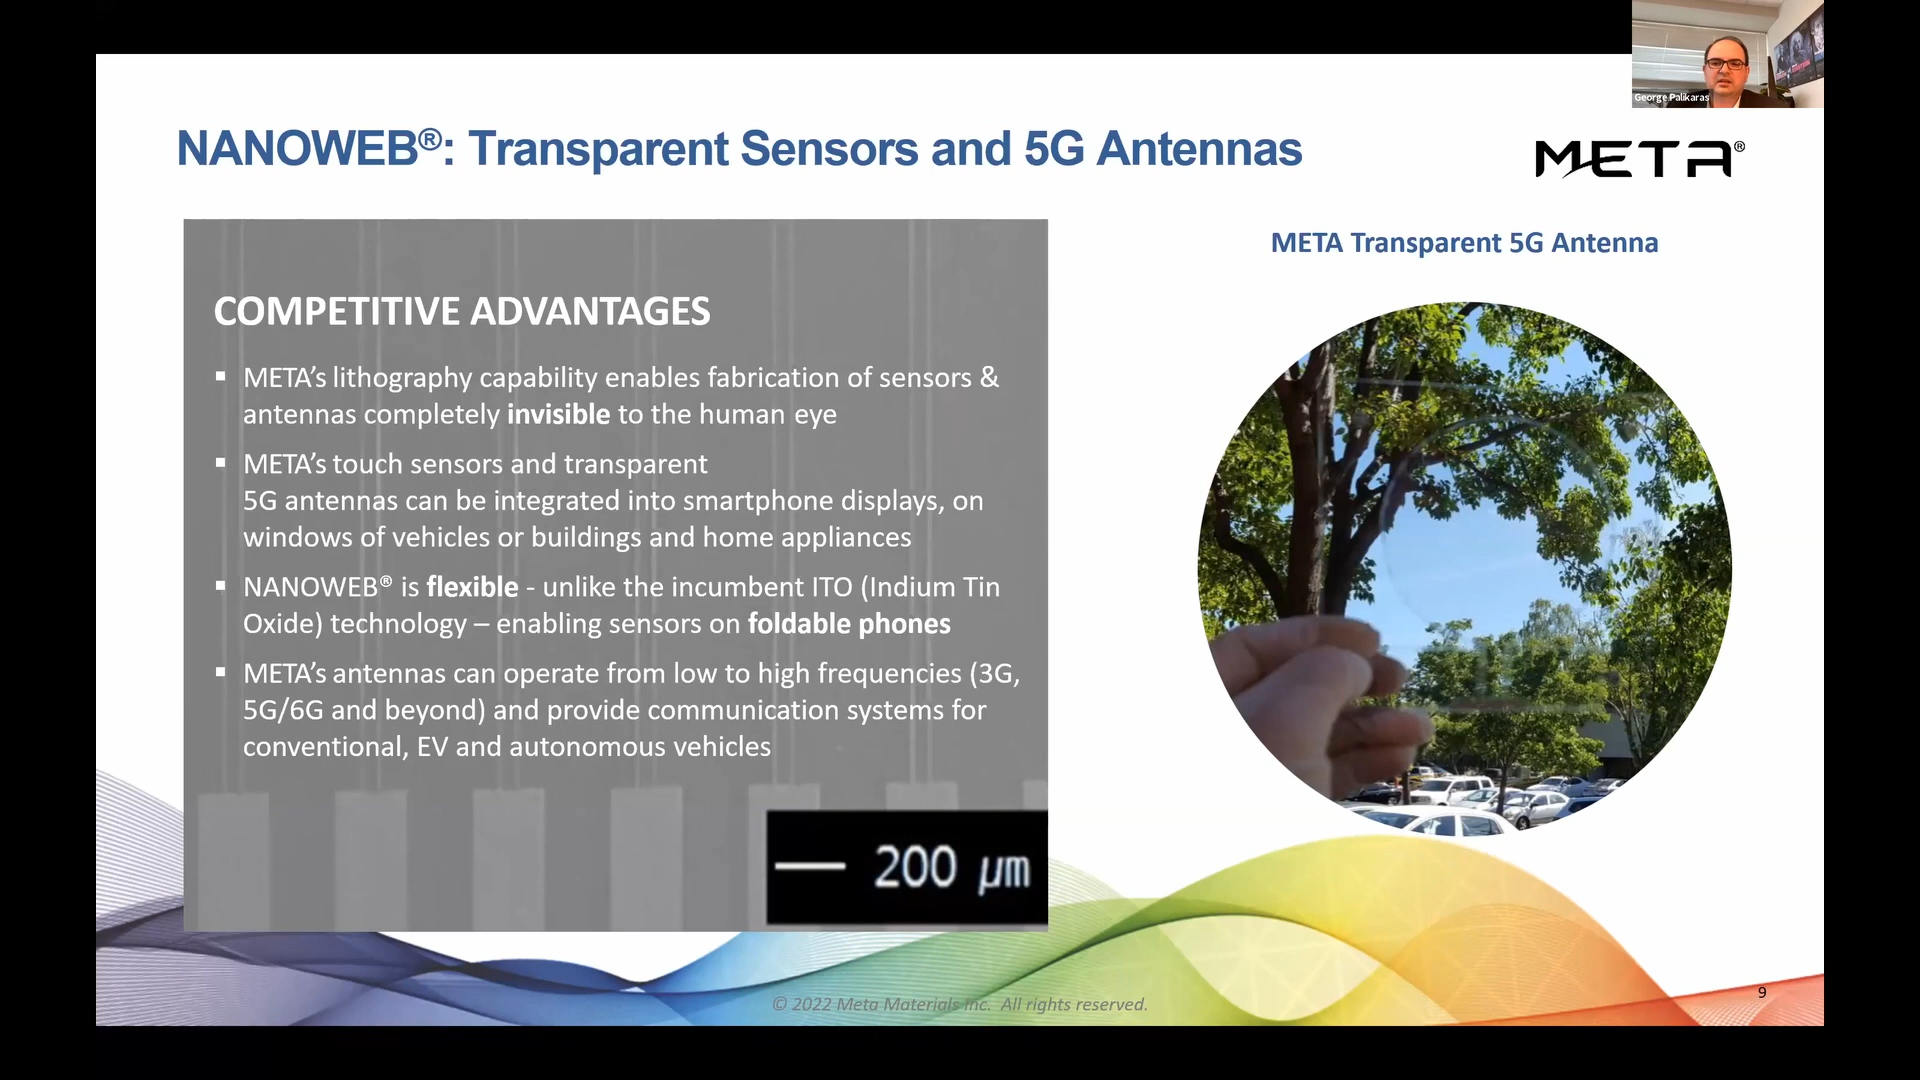 George Palikaras
NANOWEB®: Transparent Sensors and 5G Antennas
META®
META Transparent 5G Antenna
COMPETITIVE ADVANTAGES
▪ META’s lithography capability enables fabrication of sensors &
antennas completely invisible to the human eye
▪ META’s touch sensors and transparent
5G antennas can be integrated into smartphone displays, on
windows of vehicles or buildings and home appliances
▪ NANOWEB® is flexible - unlike the incumbent ITO (Indium Tin
Oxide) technology – enabling sensors on foldable phones
▪ META’s antennas can operate from low to high frequencies (3G,
5G/6G and beyond) and provide communication systems for
conventional, EV and autonomous vehicles
200 µm
© 2022 Meta Materials Inc. All rights reserved.
9